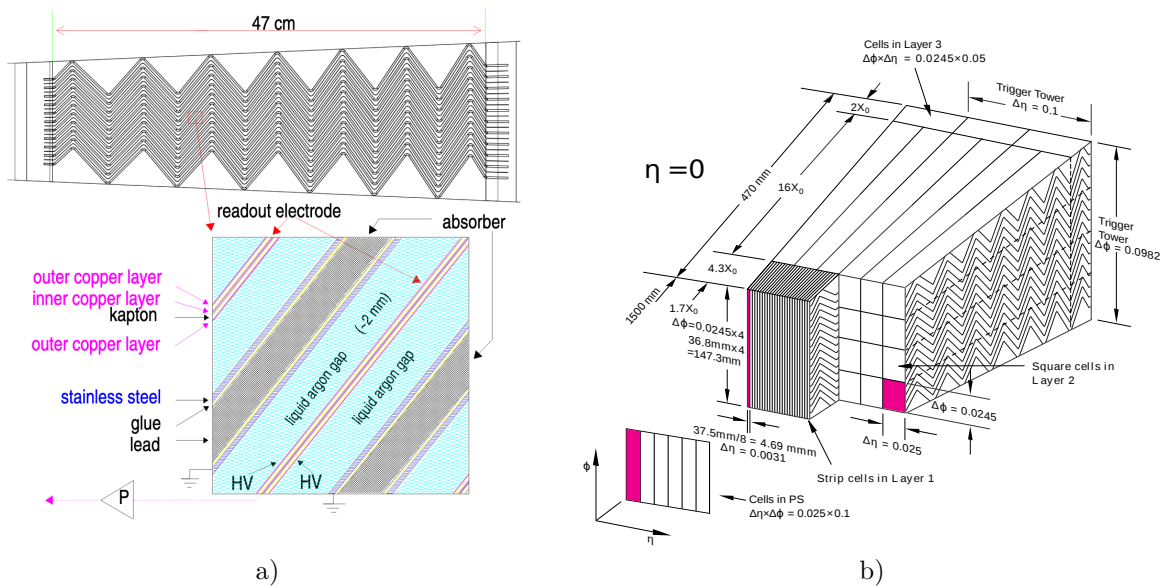 47 cm
readout electrode
absorber
outer copper layer
inner copper layer
kapton
outer copper layer
stainless steel
glue
lead
liquid argon gap
(~2 mm)
liquid argon gap
HV
HV
P
a)
Cells in Layer 3
Δϕ×Δη = 0.0245×0.05
Trigger Tower
Δη = 0.1
2X₀
η =0
470 mm
16X₀
Trigger
Tower
Δϕ = 0.0982
4.3X₀
1500 mm
1.7X₀
Δϕ=0.0245x4
36.8mmx4
=147.3mm
Square cells in
Layer 2
Δϕ = 0.0245
37.5mm/8 = 4.69 mmm
Δη = 0.0031
Δη = 0.025
Strip cells in Layer 1
ϕ
Cells in PS
Δη×Δϕ = 0.025×0.1
η
b)